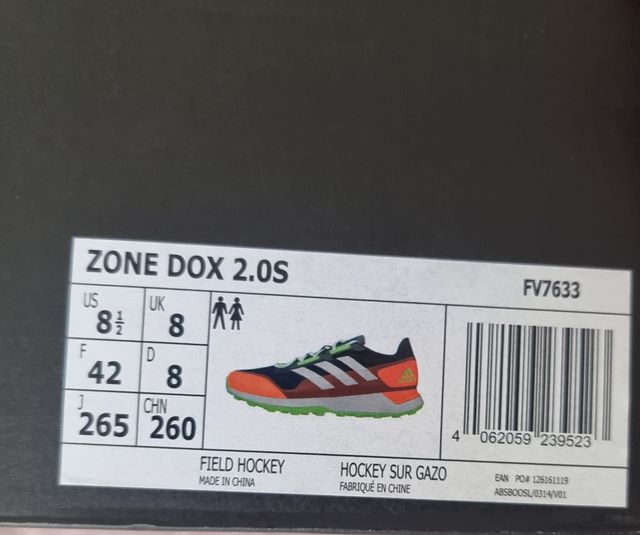 ZONE DOX 2.0S
FV7633
US 8½ UK 8
F 42 D 8
J 265 CHN 260
4 062059 239523
FIELD HOCKEY
MADE IN CHINA
HOCKEY SUR GAZO
FABRIQUÉ EN CHINE
EAN PO# 126161119
ABSBOOSL/0314/V01